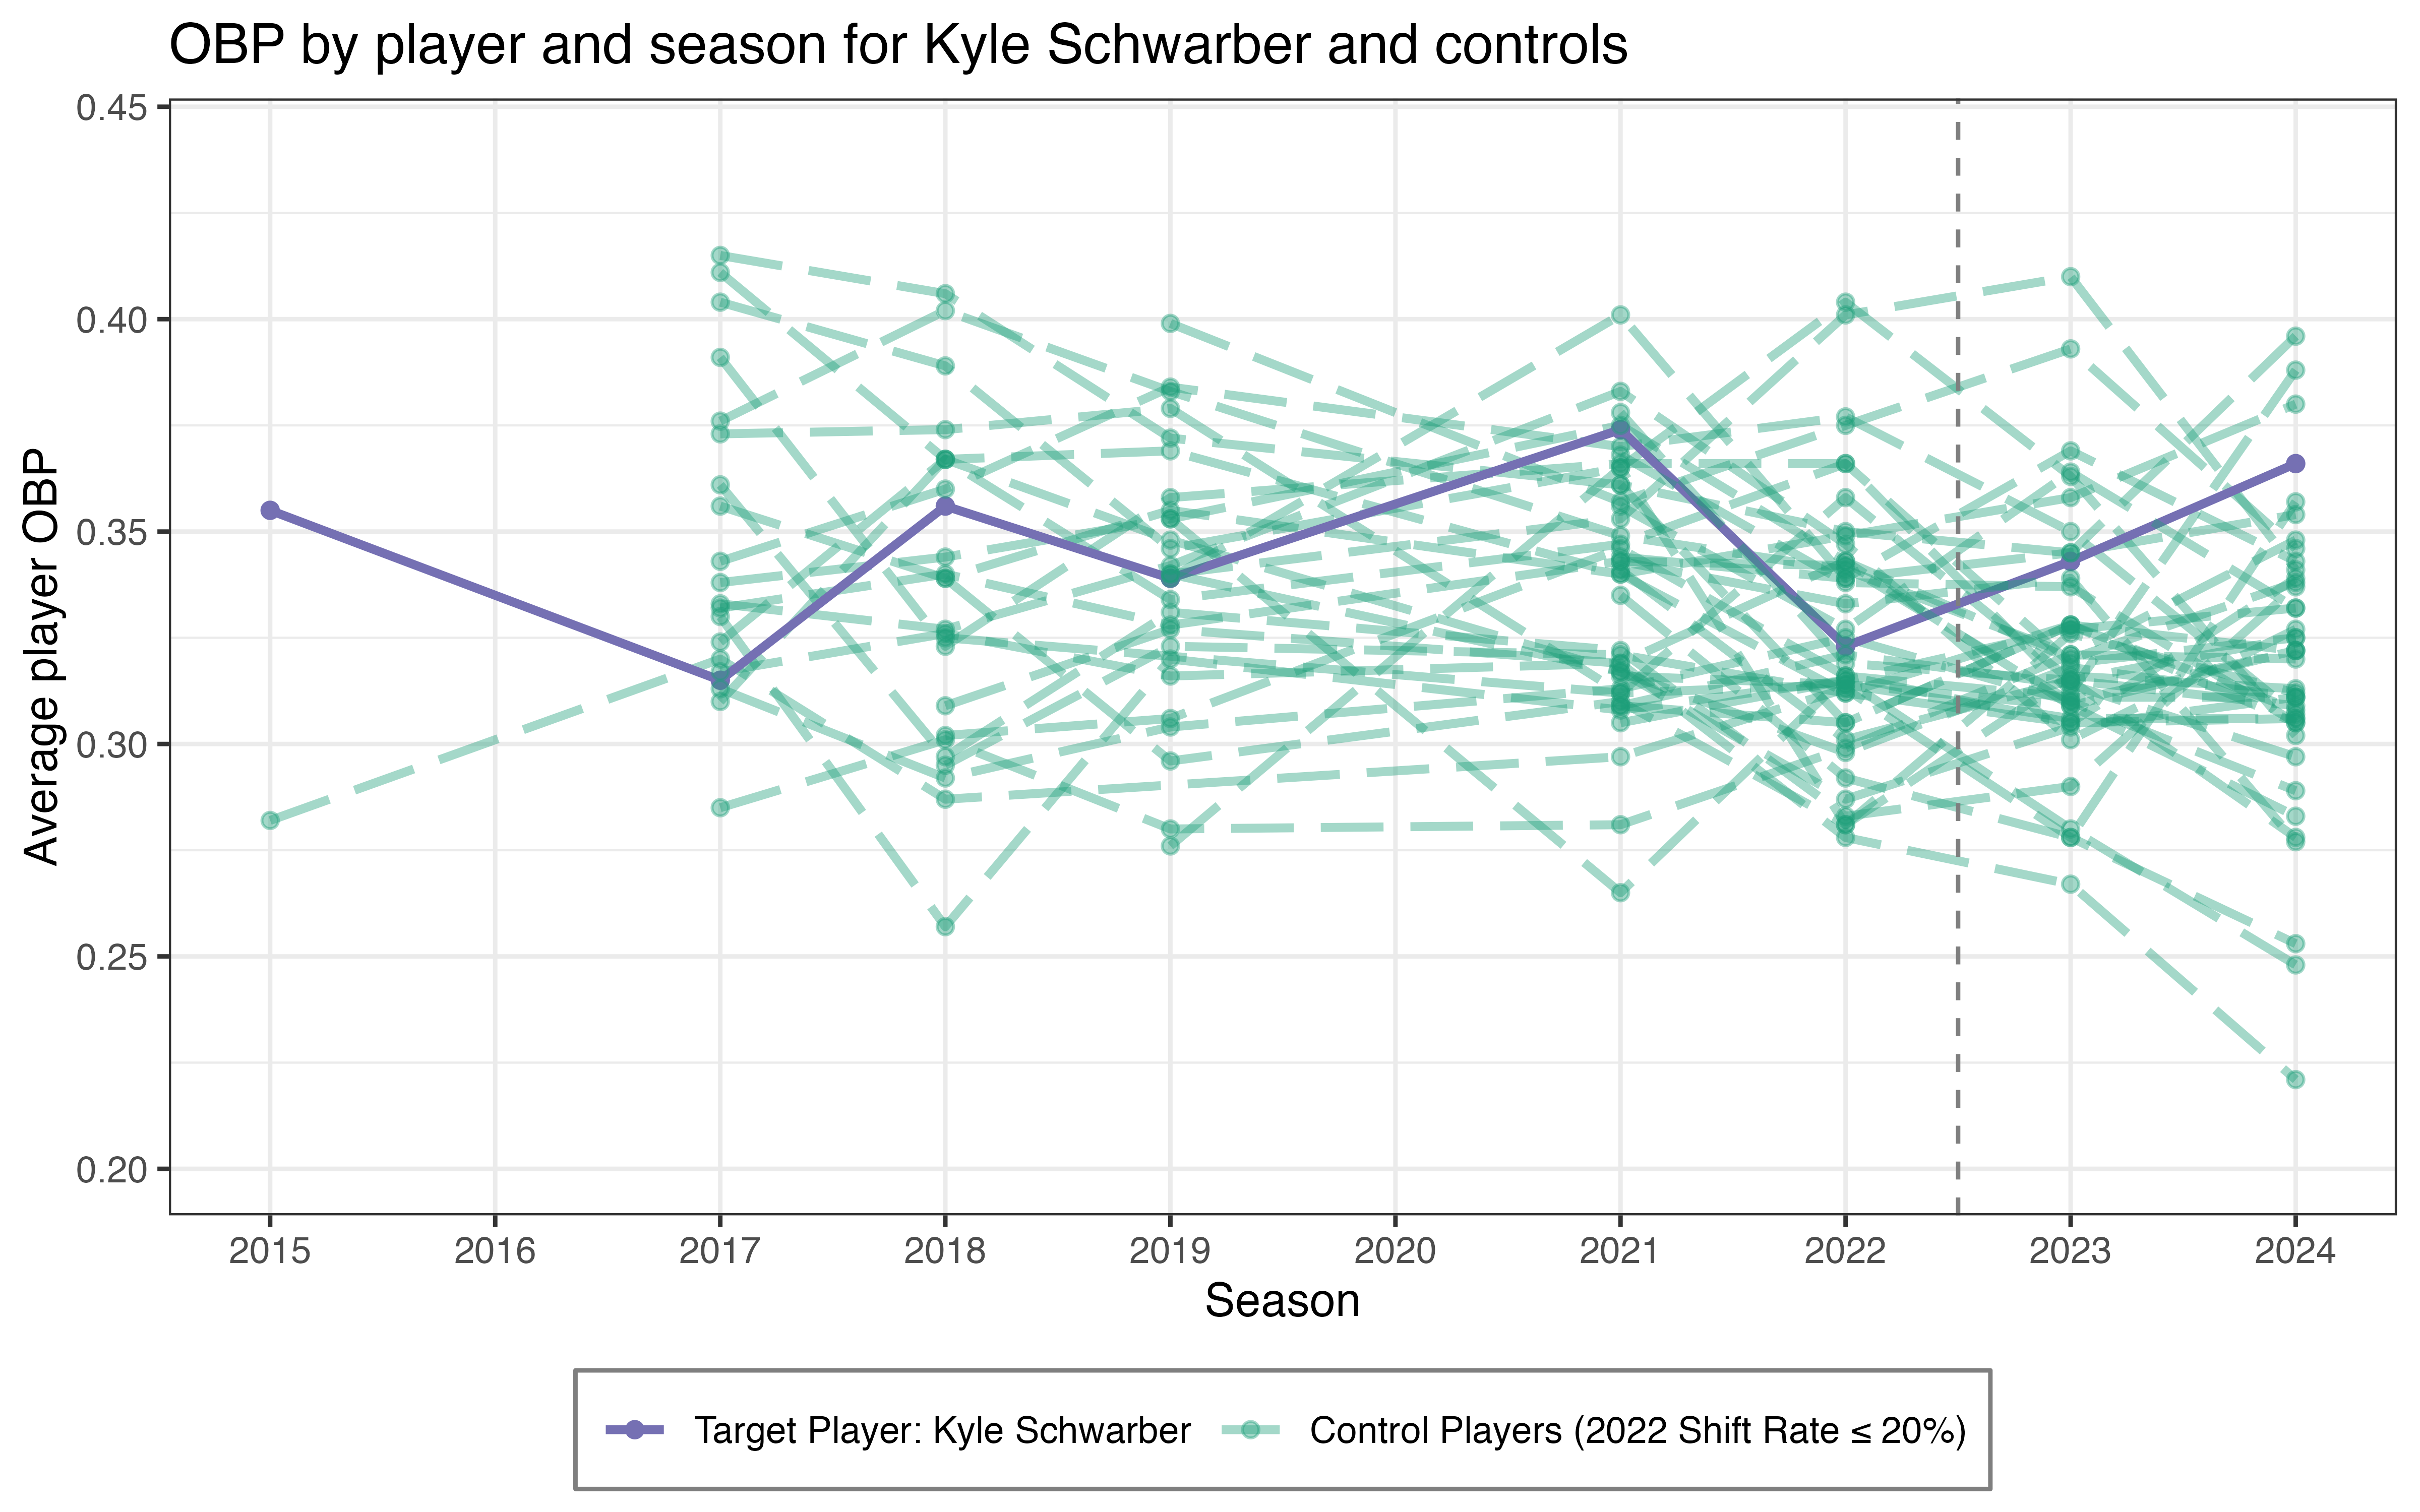 OBP by player and season for Kyle Schwarber and controls
Average player OBP
0.45
0.40
0.35
0.30
0.25
0.20
2015 2016 2017 2018 2019 2020 2021 2022 2023 2024
Season
Target Player: Kyle Schwarber Control Players (2022 Shift Rate ≤ 20%)